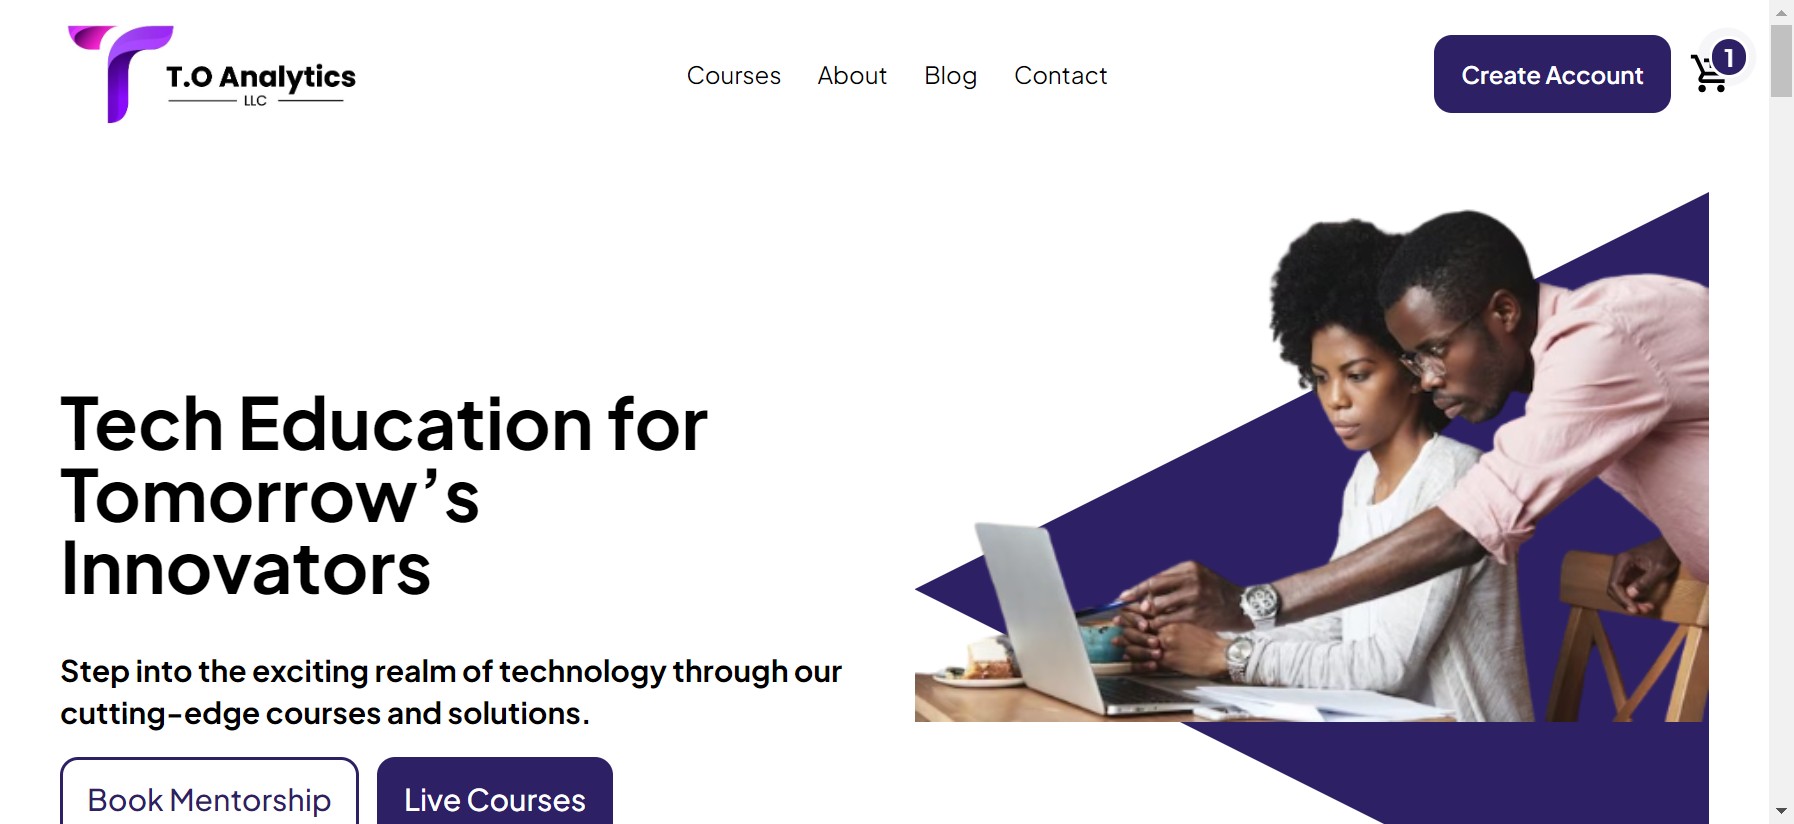 T.O Analytics
LLC
Courses About Blog Contact
Create Account
1
Tech Education for
Tomorrow’s
Innovators
Step into the exciting realm of technology through our
cutting-edge courses and solutions.
Book Mentorship Live Courses